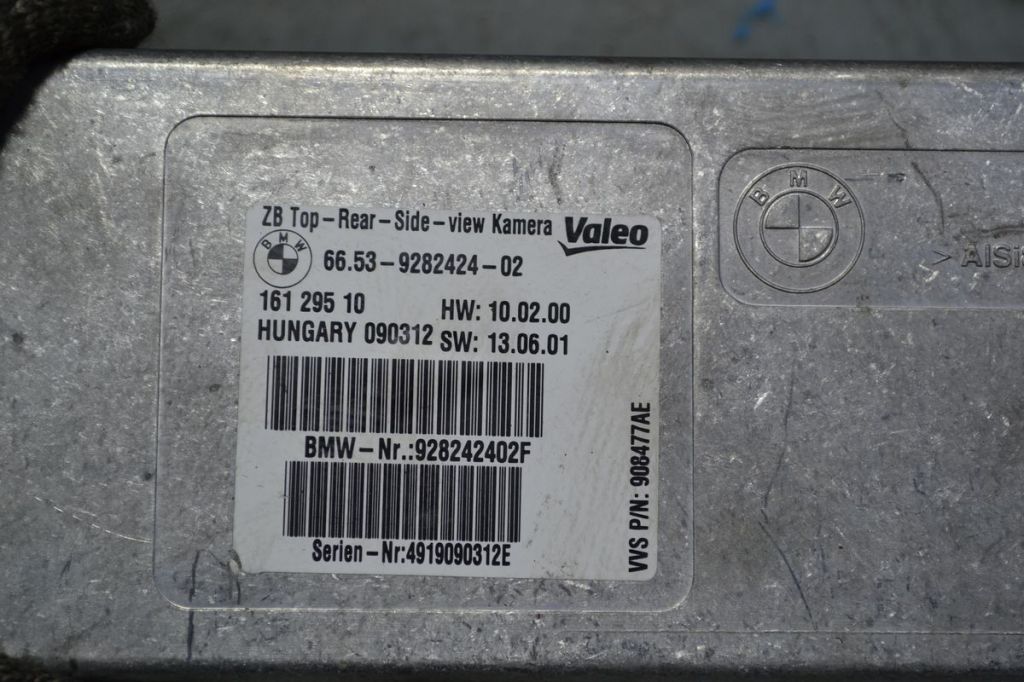 ZB Top-Rear-Side-view Kamera Valeo
BMW 66.53-9282424-02
161 295 10 HW: 10.02.00
HUNGARY 090312 SW: 13.06.01
BMW-Nr.:928242402F
Serien-Nr:4919090312E
VVS P/N: 908477AE
BMW